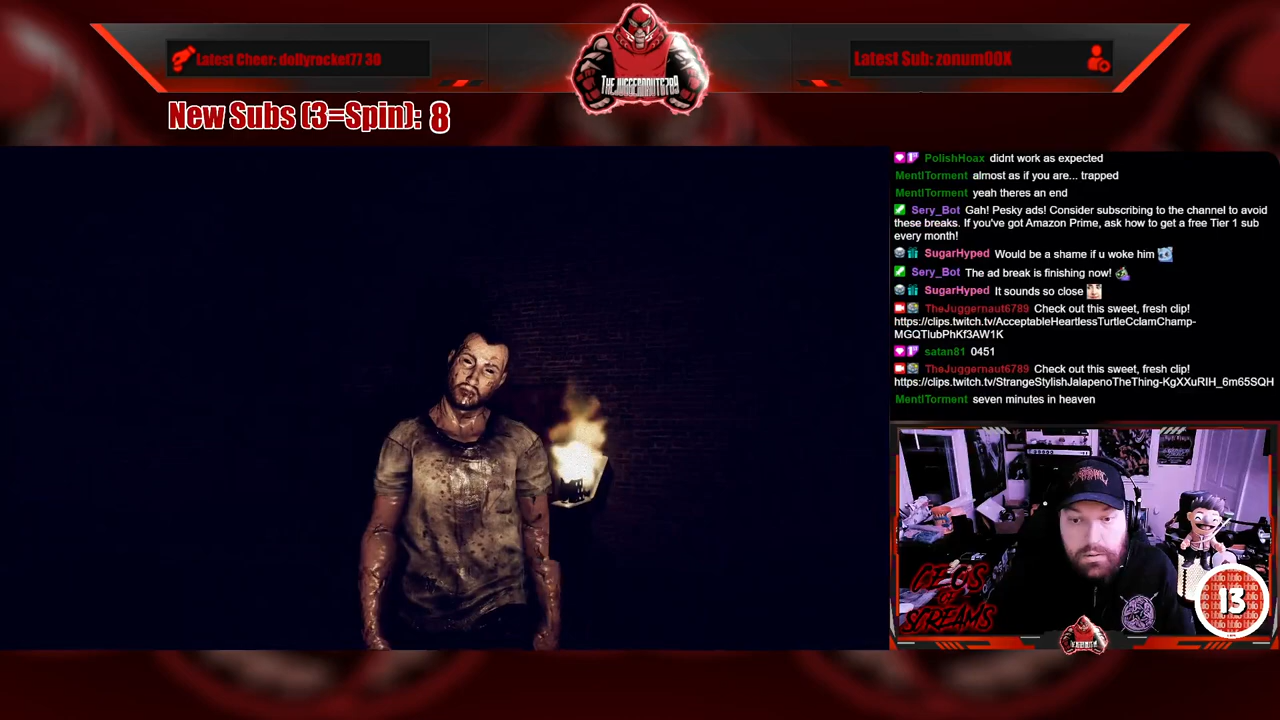 Latest Cheer: dollyrocket77 30
THEJUGGERNAUT6789
Latest Sub: zonum00X
New Subs (3=Spin): 8
PolishHoax didnt work as expected
MentlTorment almost as if you are... trapped
MentlTorment yeah theres an end
Sery_Bot Gah! Pesky ads! Consider subscribing to the channel to avoid
these breaks. If you've got Amazon Prime, ask how to get a free Tier 1 sub
every month!
SugarHyped Would be a shame if u woke him
Sery_Bot The ad break is finishing now!
SugarHyped It sounds so close
TheJuggernaut6789 Check out this sweet, fresh clip!
https://clips.twitch.tv/AcceptableHeartlessTurtleCclamChamp-
MGQTlubPhKf3AW1K
satan81 0451
TheJuggernaut6789 Check out this sweet, fresh clip!
https://clips.twitch.tv/StrangeStylishJalapenoTheThing-KgXXuRIH_6m65SQH
MentlTorment seven minutes in heaven
OF
SCREAMS
13